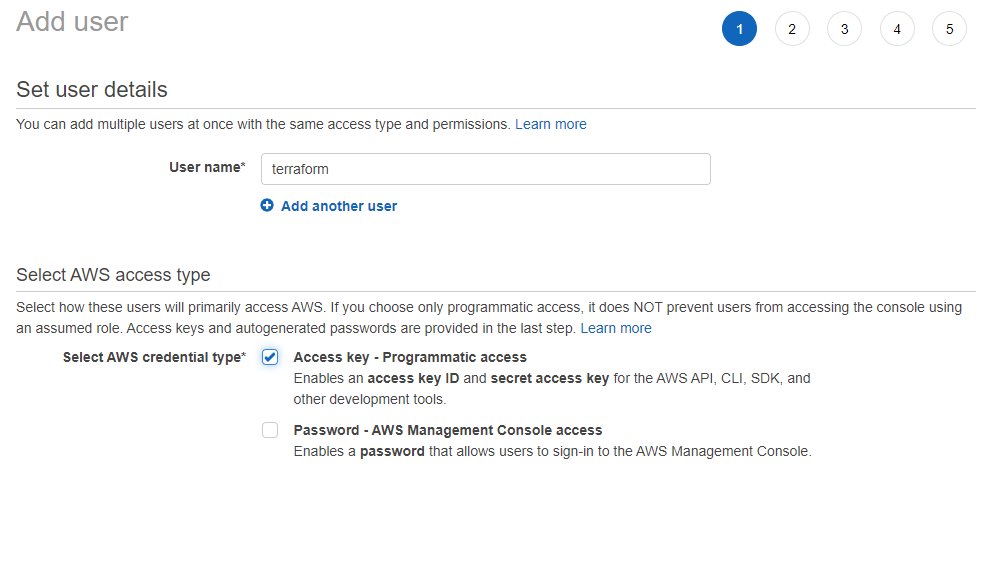 Add user
1 2 3 4 5
Set user details
You can add multiple users at once with the same access type and permissions. Learn more
User name* terraform
Add another user
Select AWS access type
Select how these users will primarily access AWS. If you choose only programmatic access, it does NOT prevent users from accessing the console using
an assumed role. Access keys and autogenerated passwords are provided in the last step. Learn more
Select AWS credential type* Access key - Programmatic access
Enables an access key ID and secret access key for the AWS API, CLI, SDK, and
other development tools.
Password - AWS Management Console access
Enables a password that allows users to sign-in to the AWS Management Console.